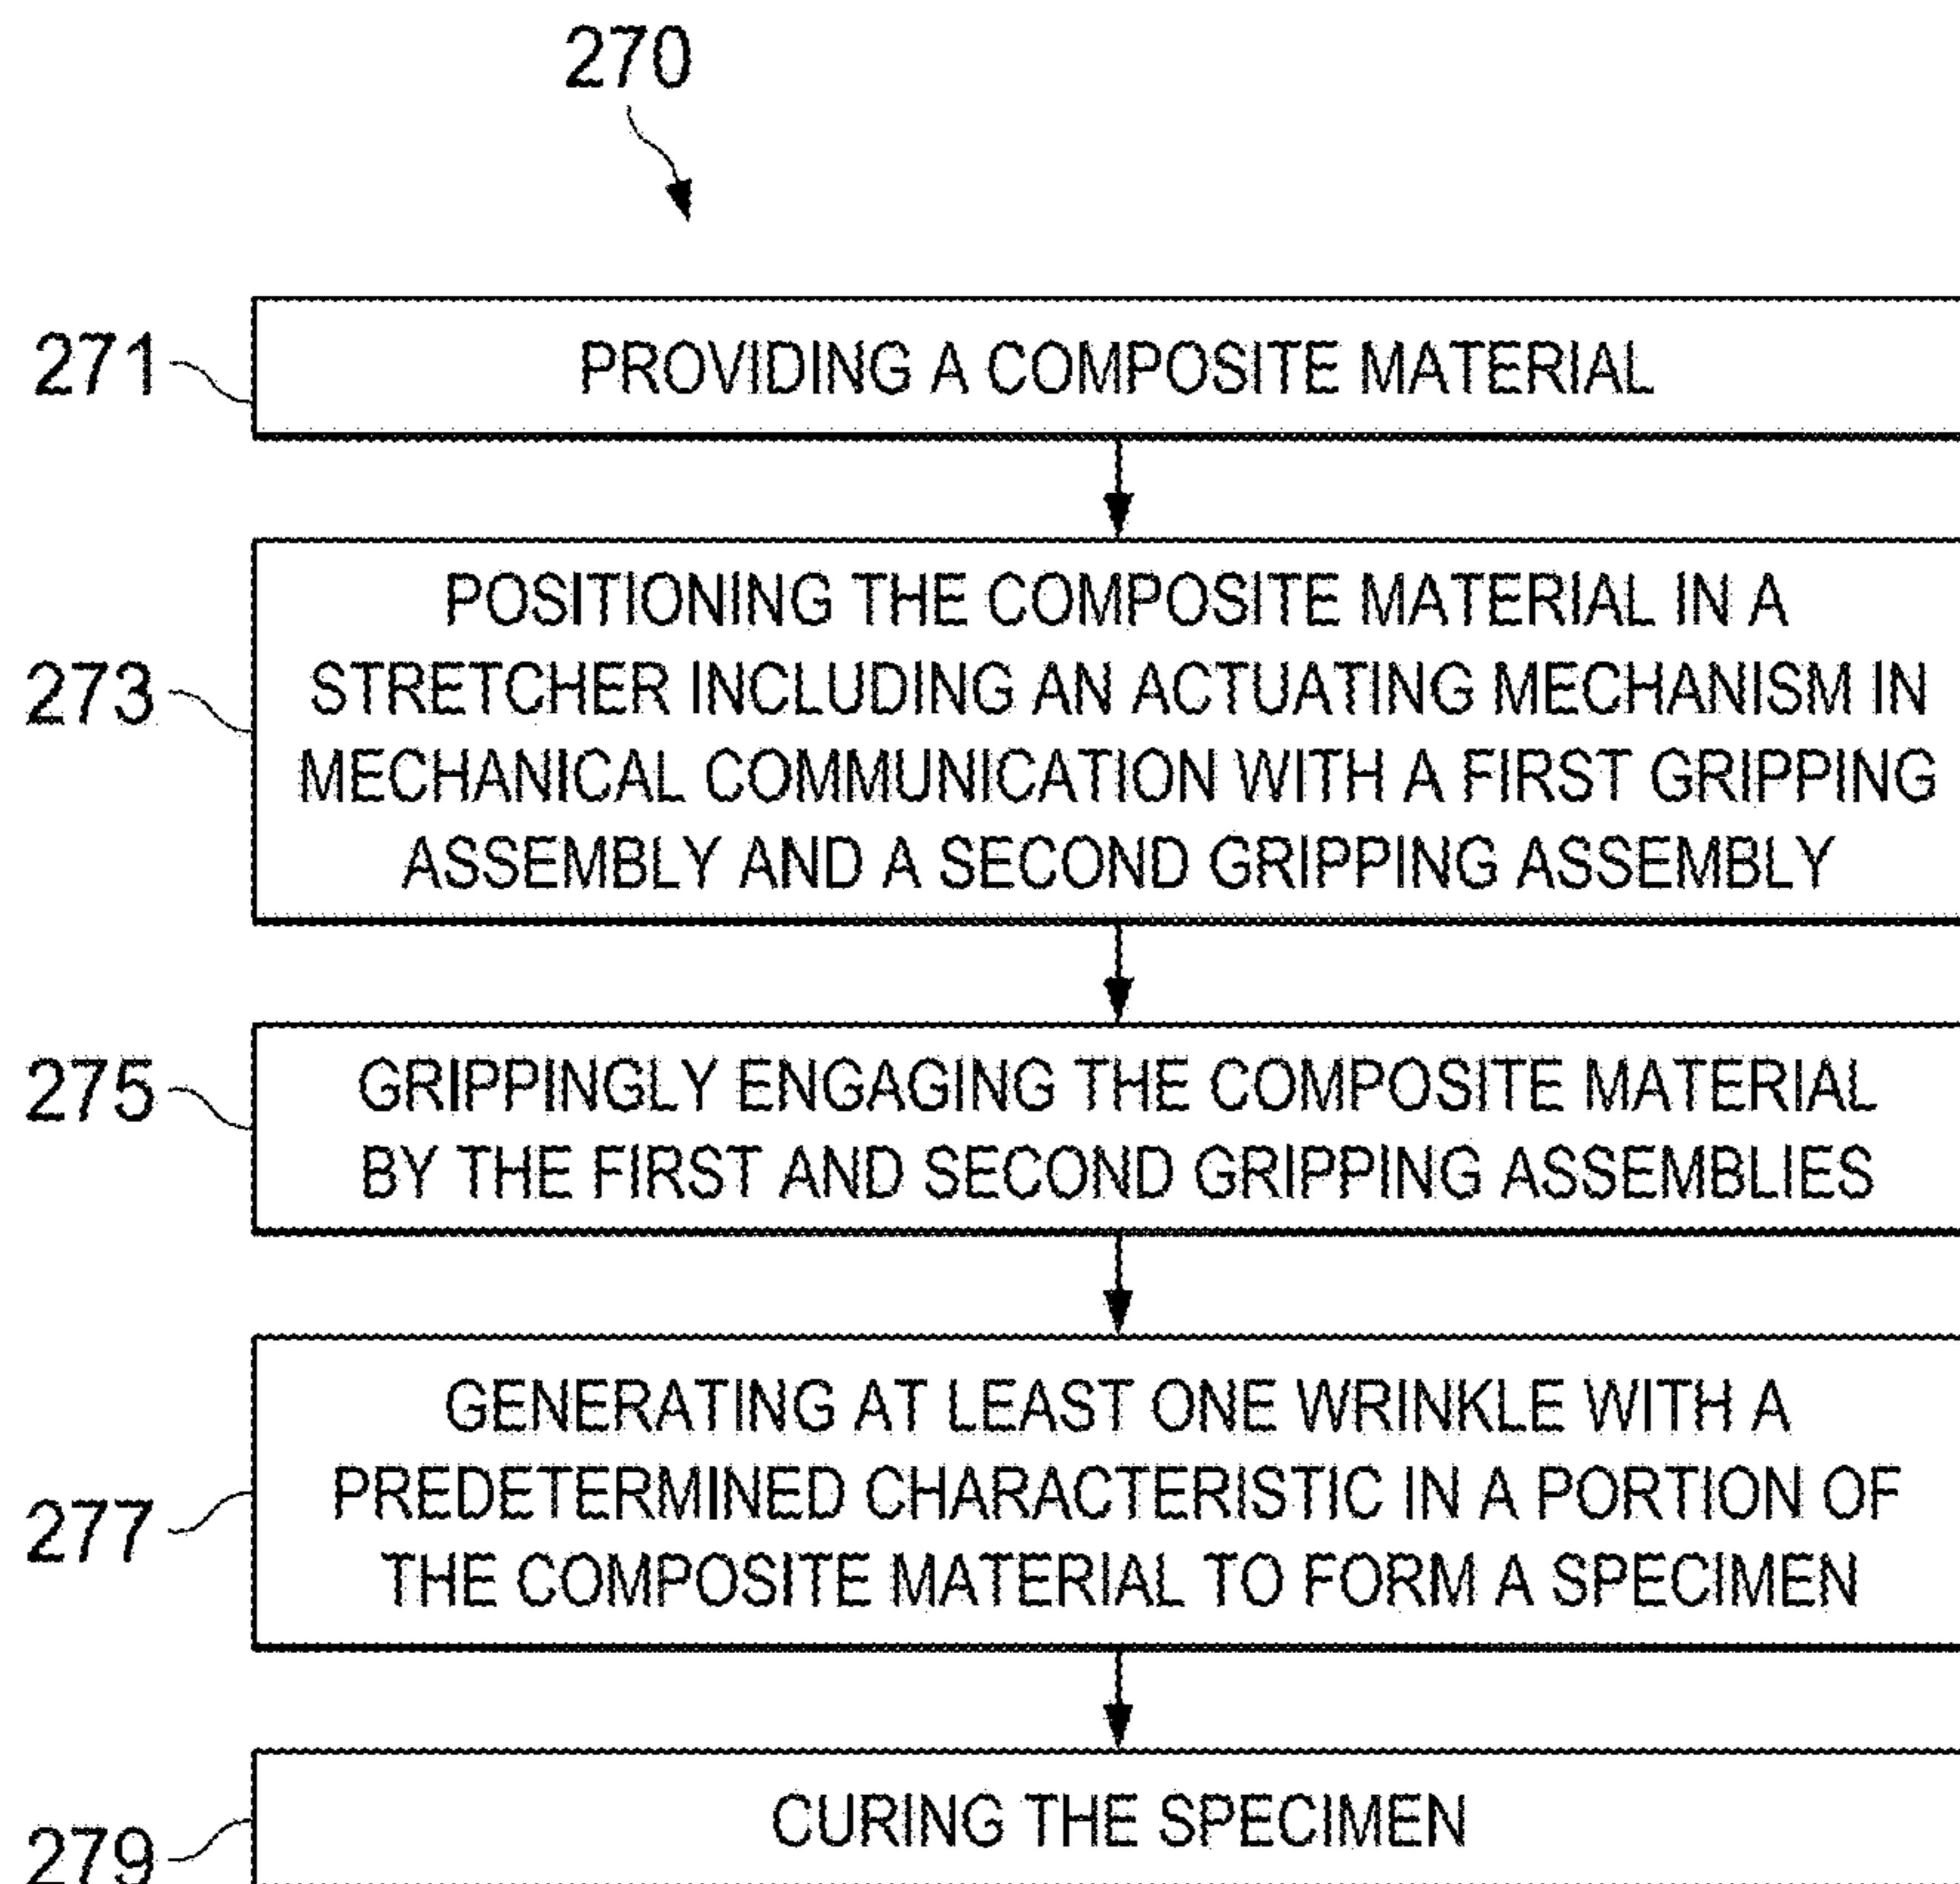 270
271
PROVIDING A COMPOSITE MATERIAL
273
POSITIONING THE COMPOSITE MATERIAL IN A
STRETCHER INCLUDING AN ACTUATING MECHANISM IN
MECHANICAL COMMUNICATION WITH A FIRST GRIPPING
ASSEMBLY AND A SECOND GRIPPING ASSEMBLY
275
GRIPPINGLY ENGAGING THE COMPOSITE MATERIAL
BY THE FIRST AND SECOND GRIPPING ASSEMBLIES
277
GENERATING AT LEAST ONE WRINKLE WITH A
PREDETERMINED CHARACTERISTIC IN A PORTION OF
THE COMPOSITE MATERIAL TO FORM A SPECIMEN
279
CURING THE SPECIMEN